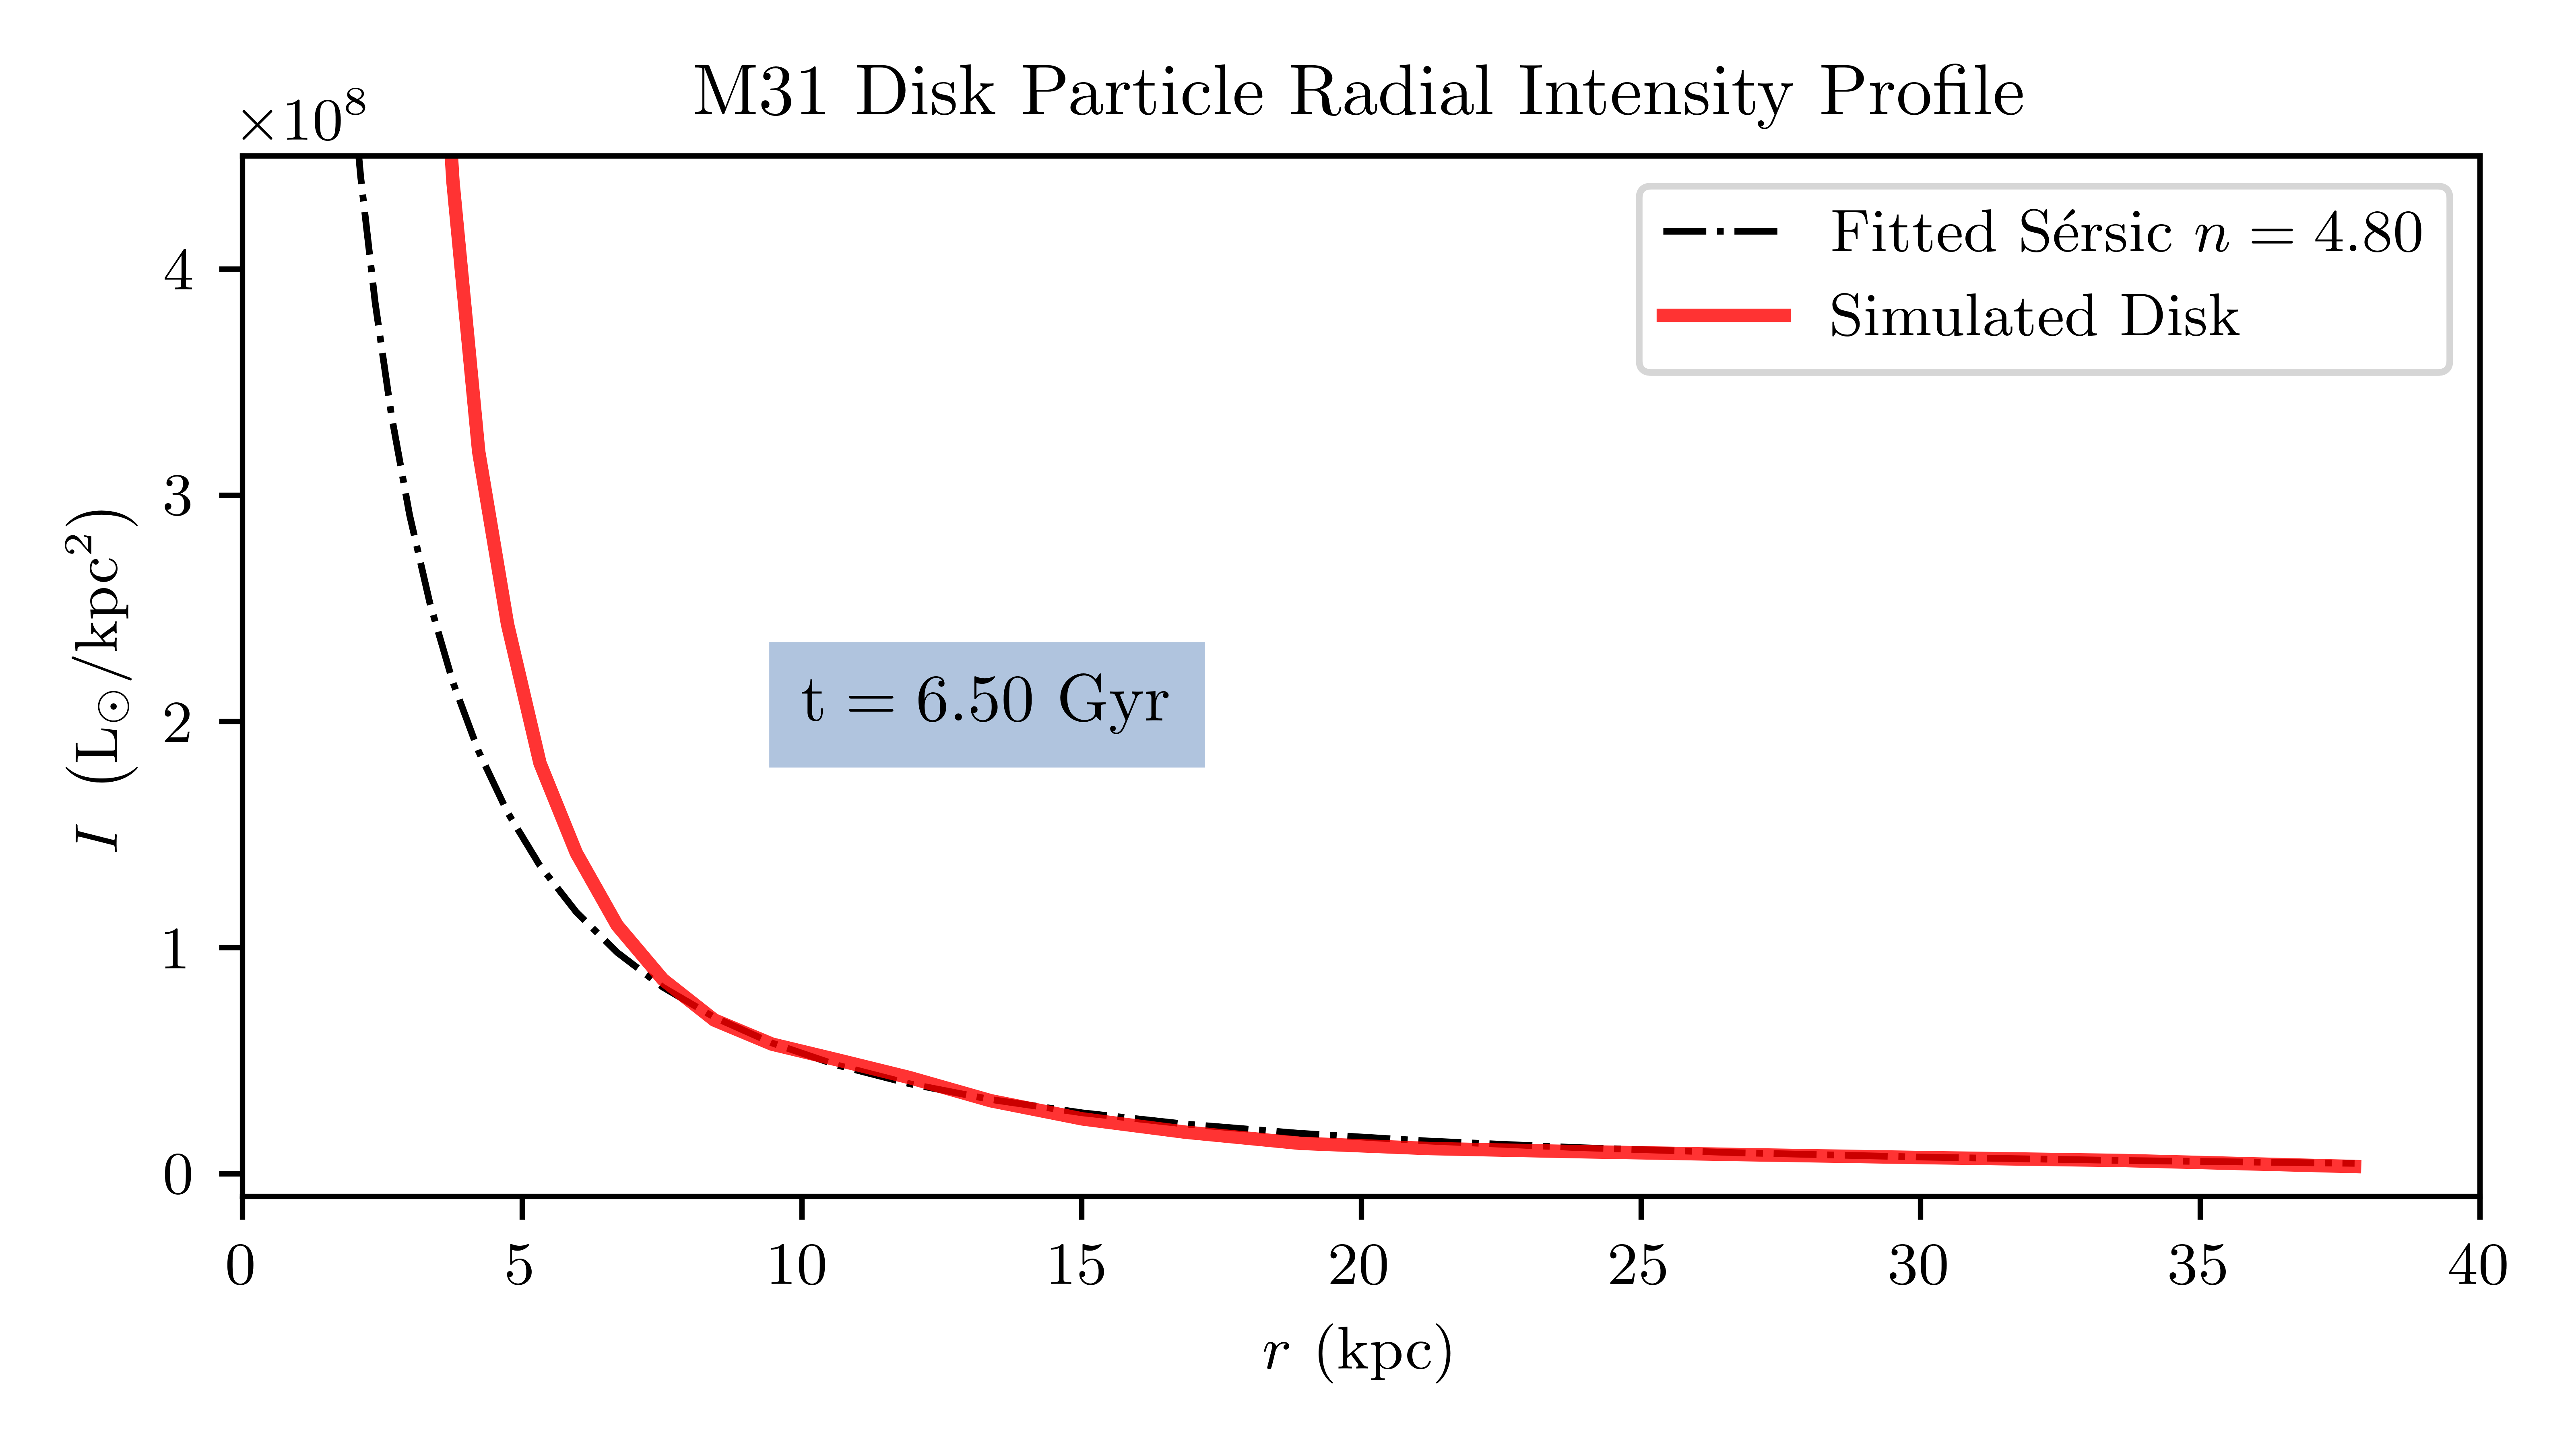 M31 Disk Particle Radial Intensity Profile
×10⁸
Fitted Sérsic n = 4.80
Simulated Disk
t = 6.50 Gyr
I (L⊙/kpc²)
4
3
2
1
0
0 5 10 15 20 25 30 35 40
r (kpc)